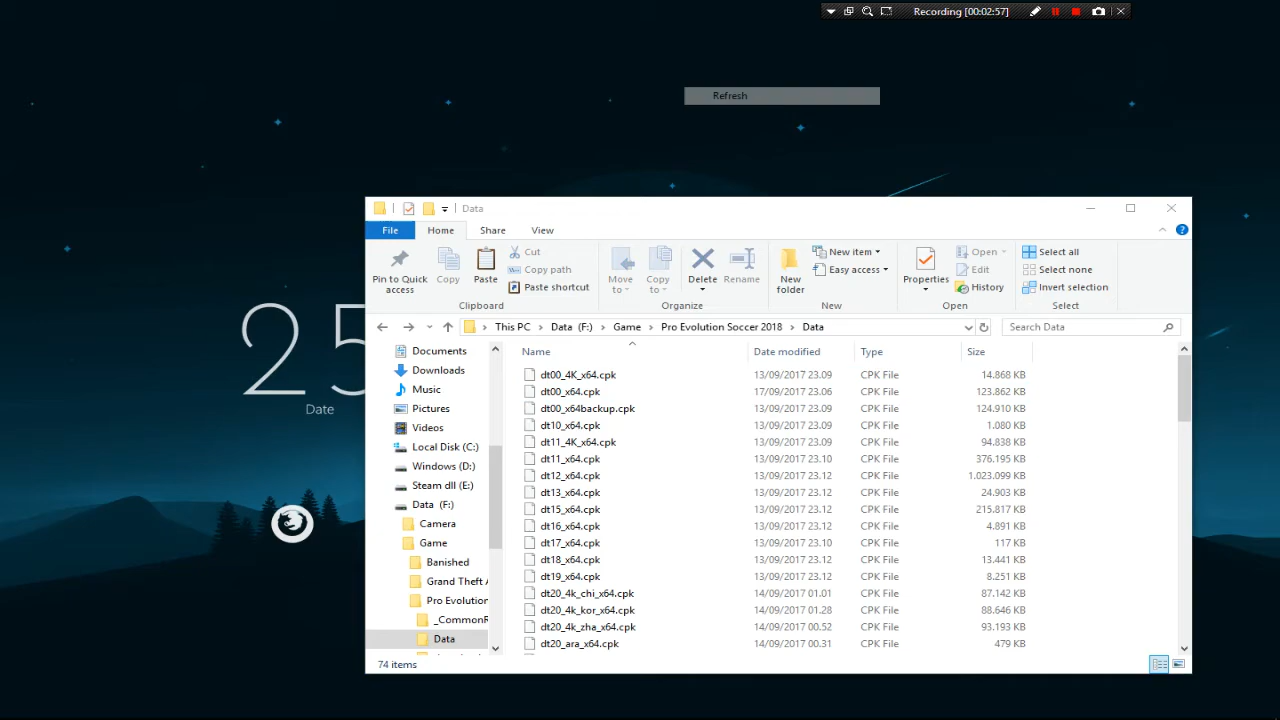 Recording [00:02:57]
Refresh
25
Date
Data
File Home Share View
Pin to Quick access
Copy
Paste
Cut
Copy path
Paste shortcut
Clipboard
Move to
Copy to
Delete
Rename
Organize
New folder
New item
Easy access
New
Properties
Open
Edit
History
Open
Select all
Select none
Invert selection
Select
This PC > Data (F:) > Game > Pro Evolution Soccer 2018 > Data
Search Data
Documents
Downloads
Music
Pictures
Videos
Local Disk (C:)
Windows (D:)
Steam dll (E:)
Data (F:)
Camera
Game
Banished
Grand Theft A
Pro Evolution
_CommonR
Data
Name Date modified Type Size
dt00_4K_x64.cpk 13/09/2017 23.09 CPK File 14.868 KB
dt00_x64.cpk 17/09/2017 23.06 CPK File 123.862 KB
dt00_x64backup.cpk 13/09/2017 23.09 CPK File 124.910 KB
dt10_x64.cpk 13/09/2017 23.09 CPK File 1.080 KB
dt11_4K_x64.cpk 13/09/2017 23.09 CPK File 94.838 KB
dt11_x64.cpk 13/09/2017 23.10 CPK File 376.195 KB
dt12_x64.cpk 13/09/2017 23.12 CPK File 1.023.099 KB
dt13_x64.cpk 13/09/2017 23.12 CPK File 24.903 KB
dt15_x64.cpk 13/09/2017 23.12 CPK File 215.817 KB
dt16_x64.cpk 13/09/2017 23.12 CPK File 4.891 KB
dt17_x64.cpk 13/09/2017 23.10 CPK File 117 KB
dt18_x64.cpk 13/09/2017 23.12 CPK File 13.441 KB
dt19_x64.cpk 13/09/2017 23.12 CPK File 8.251 KB
dt20_4k_chi_x64.cpk 14/09/2017 01.01 CPK File 87.142 KB
dt20_4k_kor_x64.cpk 14/09/2017 01.28 CPK File 88.646 KB
dt20_4k_zha_x64.cpk 14/09/2017 00.52 CPK File 93.193 KB
dt20_ara_x64.cpk 14/09/2017 00.31 CPK File 479 KB
74 items